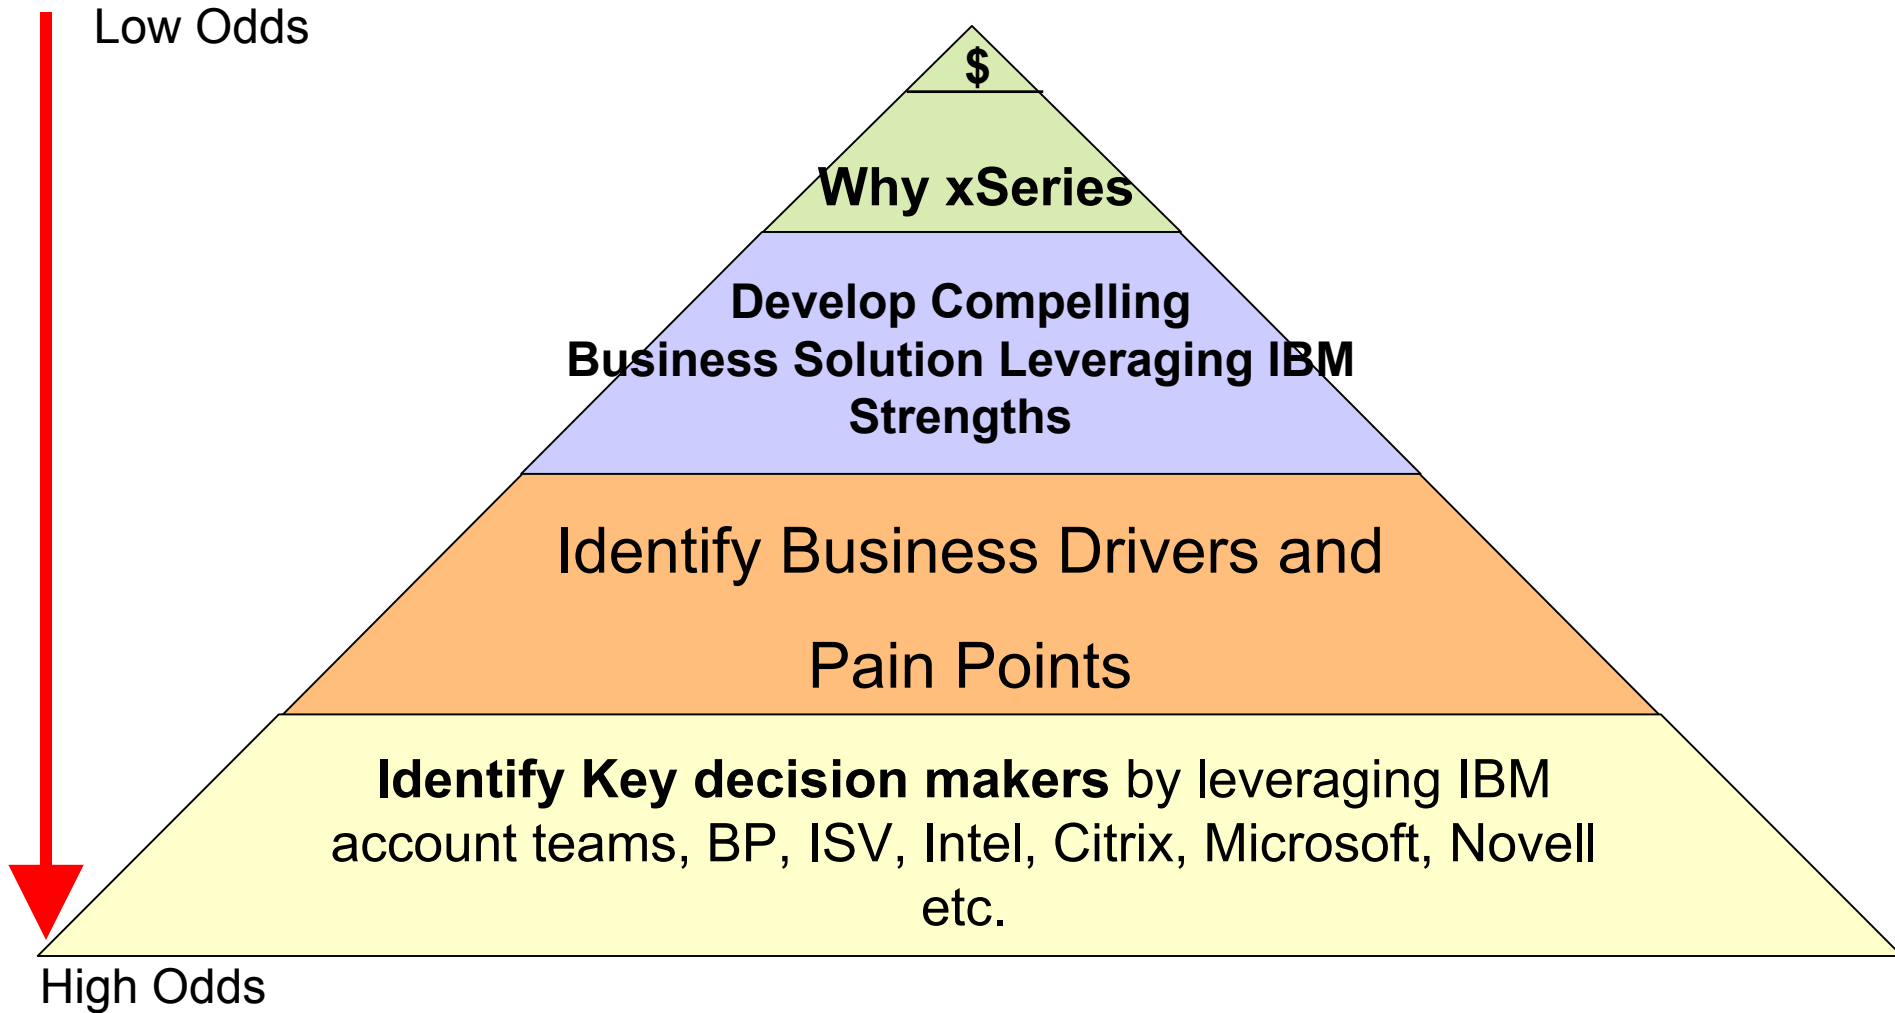 Low Odds
$
Why xSeries
Develop Compelling
Business Solution Leveraging IBM
Strengths
Identify Business Drivers and
Pain Points
Identify Key decision makers by leveraging IBM
account teams, BP, ISV, Intel, Citrix, Microsoft, Novell
etc.
High Odds